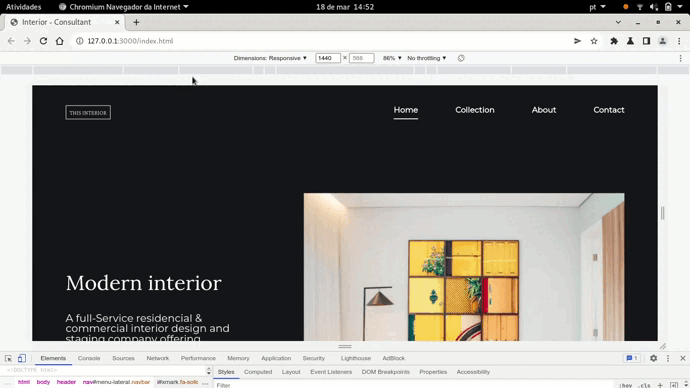 Atividades
Chromium Navegador da Internet
18 de mar 14:52
pt
Interior - Consultant
127.0.0.1:3000/index.html
Dimensions: Responsive
1440 × 568
86%
No throttling
THIS INTERIOR
Home
Collection
About
Contact
Modern interior
A full-Service residencial &
commercial interior design and
staging company offering
Elements
Console
Sources
Network
Performance
Memory
Application
Security
Lighthouse
AdBlock
1
<!DOCTYPE html>
html
body
header
nav#menu-lateral.navbar
i#xmark.fa-soli
...
Styles
Computed
Layout
Event Listeners
DOM Breakpoints
Properties
Accessibility
Filter
:hov
.cls